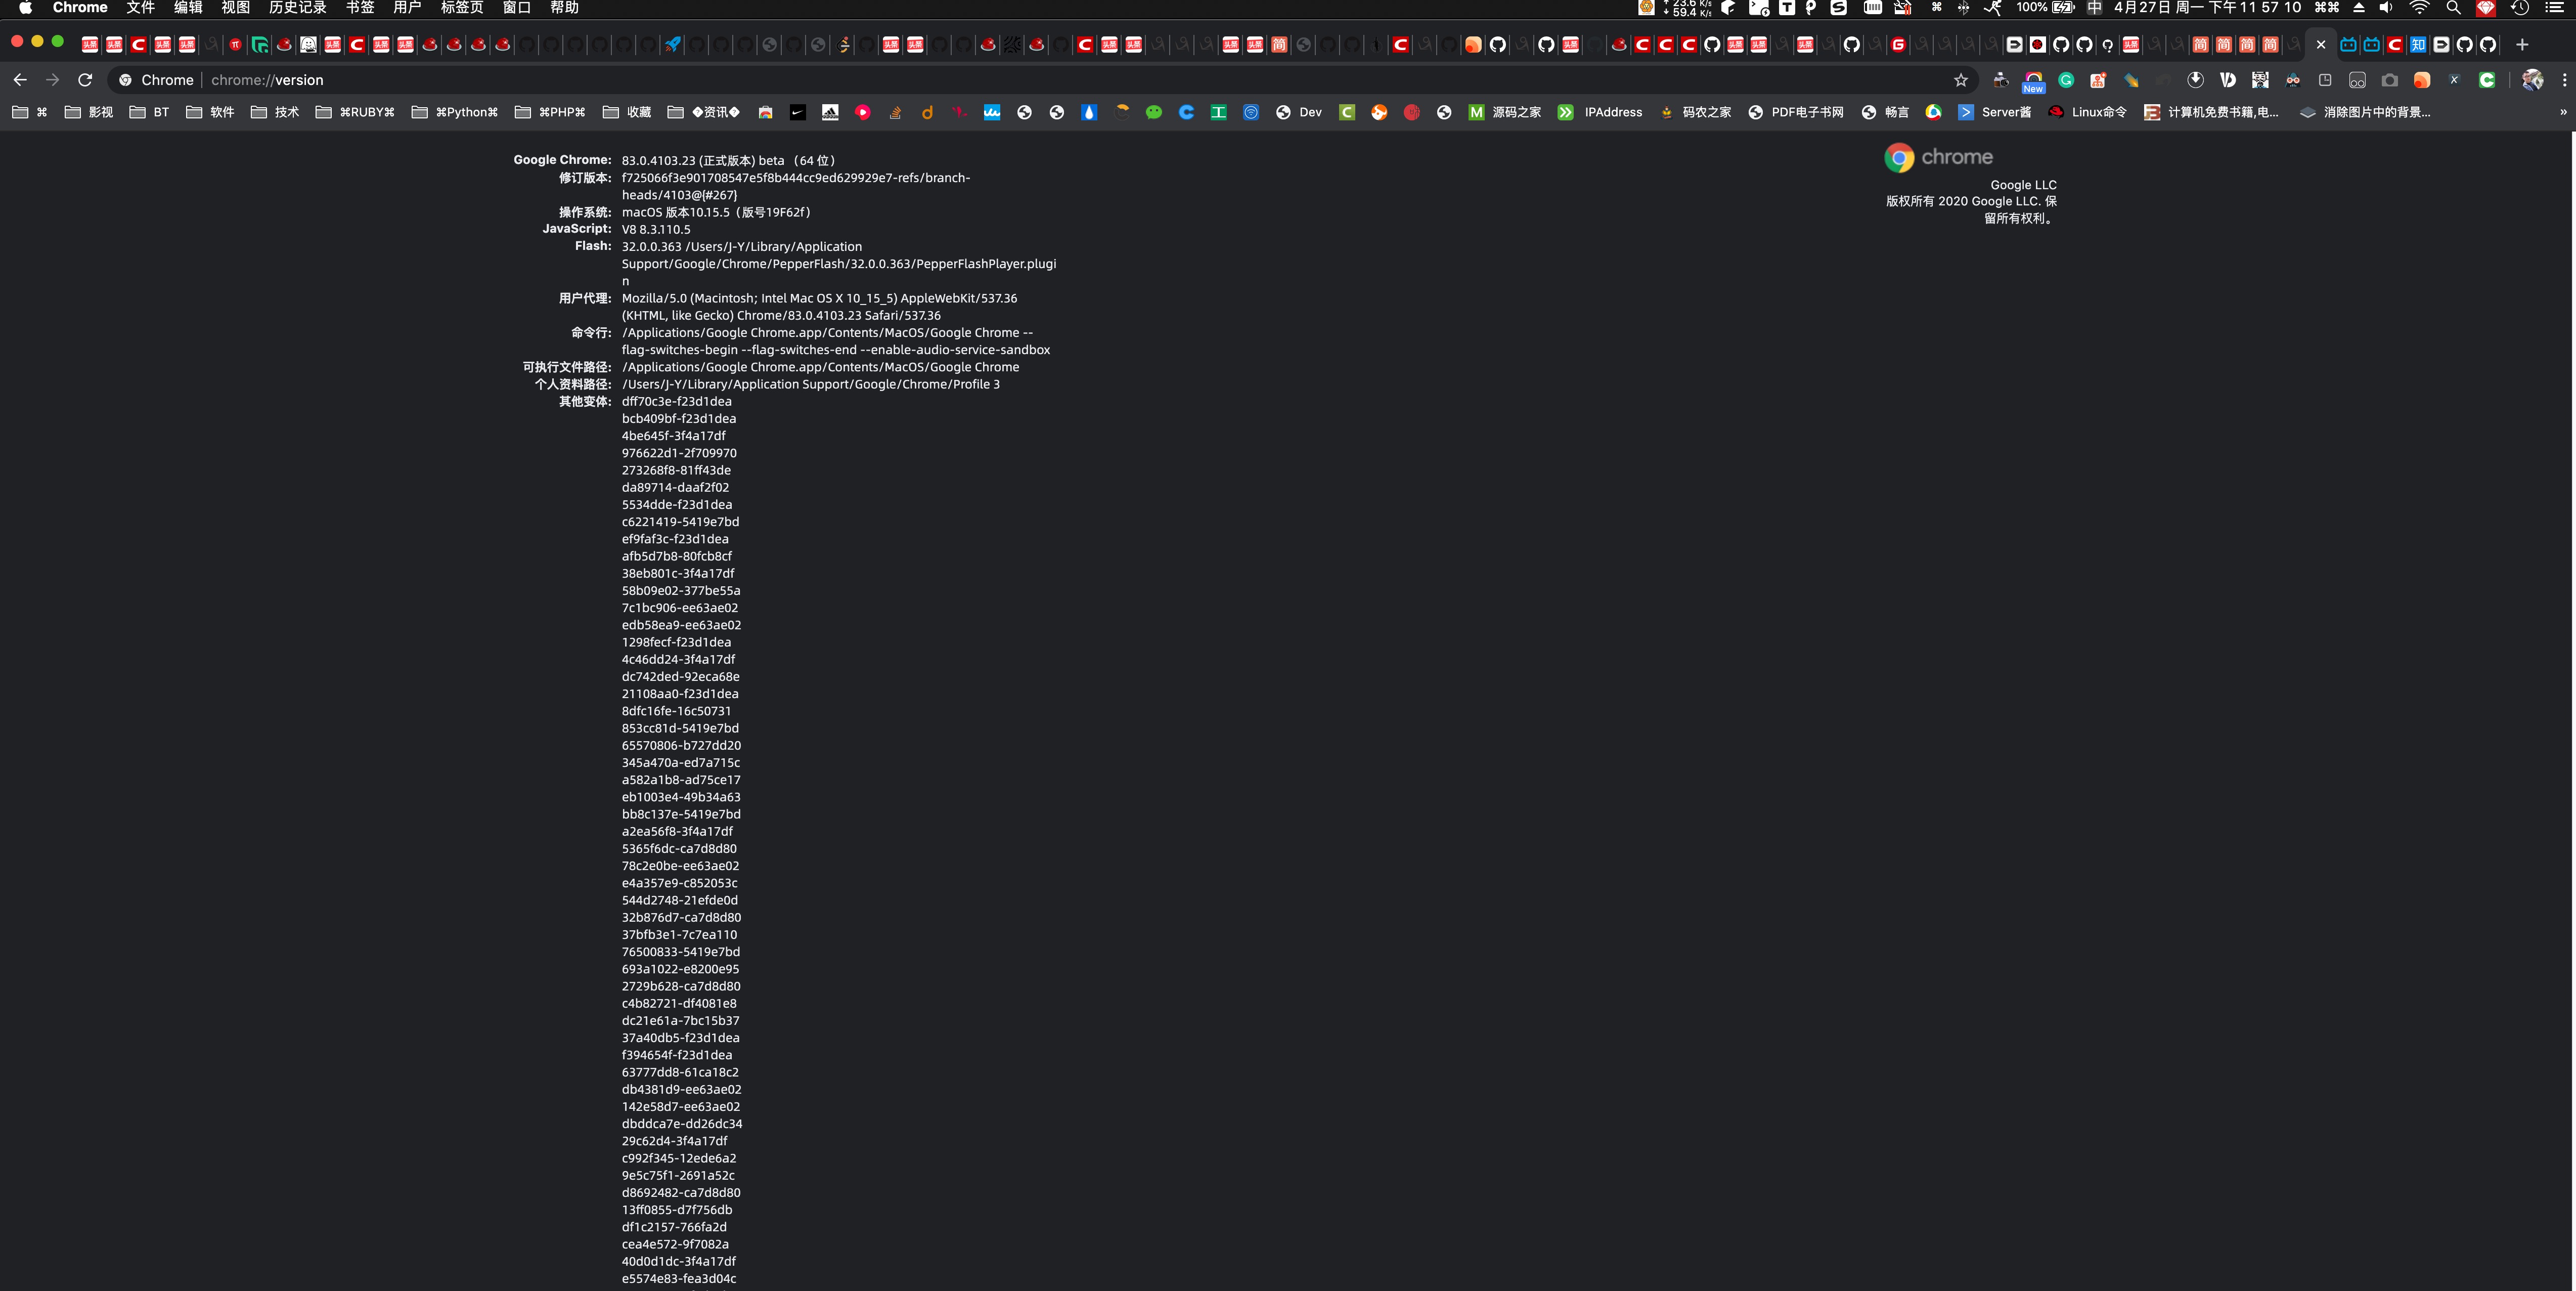 Chrome 文件 编辑 视图 历史记录 书签 用户 标签页 窗口 帮助
↑ 23.6 K/s
↓ 59.4 K/s
100% 中 4月27日 周一 下午 11 57 10 ⌘⌘
Chrome | chrome://version
New
⌘ 影视 BT 软件 技术 ⌘RUBY⌘ ⌘Python⌘ ⌘PHP⌘ 收藏 �资讯� Dev 源码之家 IPAddress 码农之家 PDF电子书网 畅言 Server酱 Linux命令 计算机免费书籍,电... 消除图片中的背景... »
Google Chrome: 83.0.4103.23 (正式版本) beta （64 位）
修订版本: f725066f3e901708547e5f8b444cc9ed629929e7-refs/branch-
heads/4103@{#267}
操作系统: macOS 版本10.15.5（版号19F62f）
JavaScript: V8 8.3.110.5
Flash: 32.0.0.363 /Users/J-Y/Library/Application
Support/Google/Chrome/PepperFlash/32.0.0.363/PepperFlashPlayer.plugi
n
用户代理: Mozilla/5.0 (Macintosh; Intel Mac OS X 10_15_5) AppleWebKit/537.36
(KHTML, like Gecko) Chrome/83.0.4103.23 Safari/537.36
命令行: /Applications/Google Chrome.app/Contents/MacOS/Google Chrome --
flag-switches-begin --flag-switches-end --enable-audio-service-sandbox
可执行文件路径: /Applications/Google Chrome.app/Contents/MacOS/Google Chrome
个人资料路径: /Users/J-Y/Library/Application Support/Google/Chrome/Profile 3
其他变体: dff70c3e-f23d1dea
bcb409bf-f23d1dea
4be645f-3f4a17df
976622d1-2f709970
273268f8-81ff43de
da89714-daaf2f02
5534dde-f23d1dea
c6221419-5419e7bd
ef9faf3c-f23d1dea
afb5d7b8-80fcb8cf
38eb801c-3f4a17df
58b09e02-377be55a
7c1bc906-ee63ae02
edb58ea9-ee63ae02
1298fecf-f23d1dea
4c46dd24-3f4a17df
dc742ded-92eca68e
21108aa0-f23d1dea
8dfc16fe-16c50731
853cc81d-5419e7bd
65570806-b727dd20
345a470a-ed7a715c
a582a1b8-ad75ce17
eb1003e4-49b34a63
bb8c137e-5419e7bd
a2ea56f8-3f4a17df
5365f6dc-ca7d8d80
78c2e0be-ee63ae02
e4a357e9-c852053c
544d2748-21efde0d
32b876d7-ca7d8d80
37bfb3e1-7c7ea110
76500833-5419e7bd
693a1022-e8200e95
2729b628-ca7d8d80
c4b82721-df4081e8
dc21e61a-7bc15b37
37a40db5-f23d1dea
f394654f-f23d1dea
63777dd8-61ca18c2
db4381d9-ee63ae02
142e58d7-ee63ae02
dbddca7e-dd26dc34
29c62d4-3f4a17df
c992f345-12ede6a2
9e5c75f1-2691a52c
d8692482-ca7d8d80
13ff0855-d7f756db
df1c2157-766fa2d
cea4e572-9f7082a
40d0d1dc-3f4a17df
e5574e83-fea3d04c
chrome
Google LLC
版权所有 2020 Google LLC. 保
留所有权利。